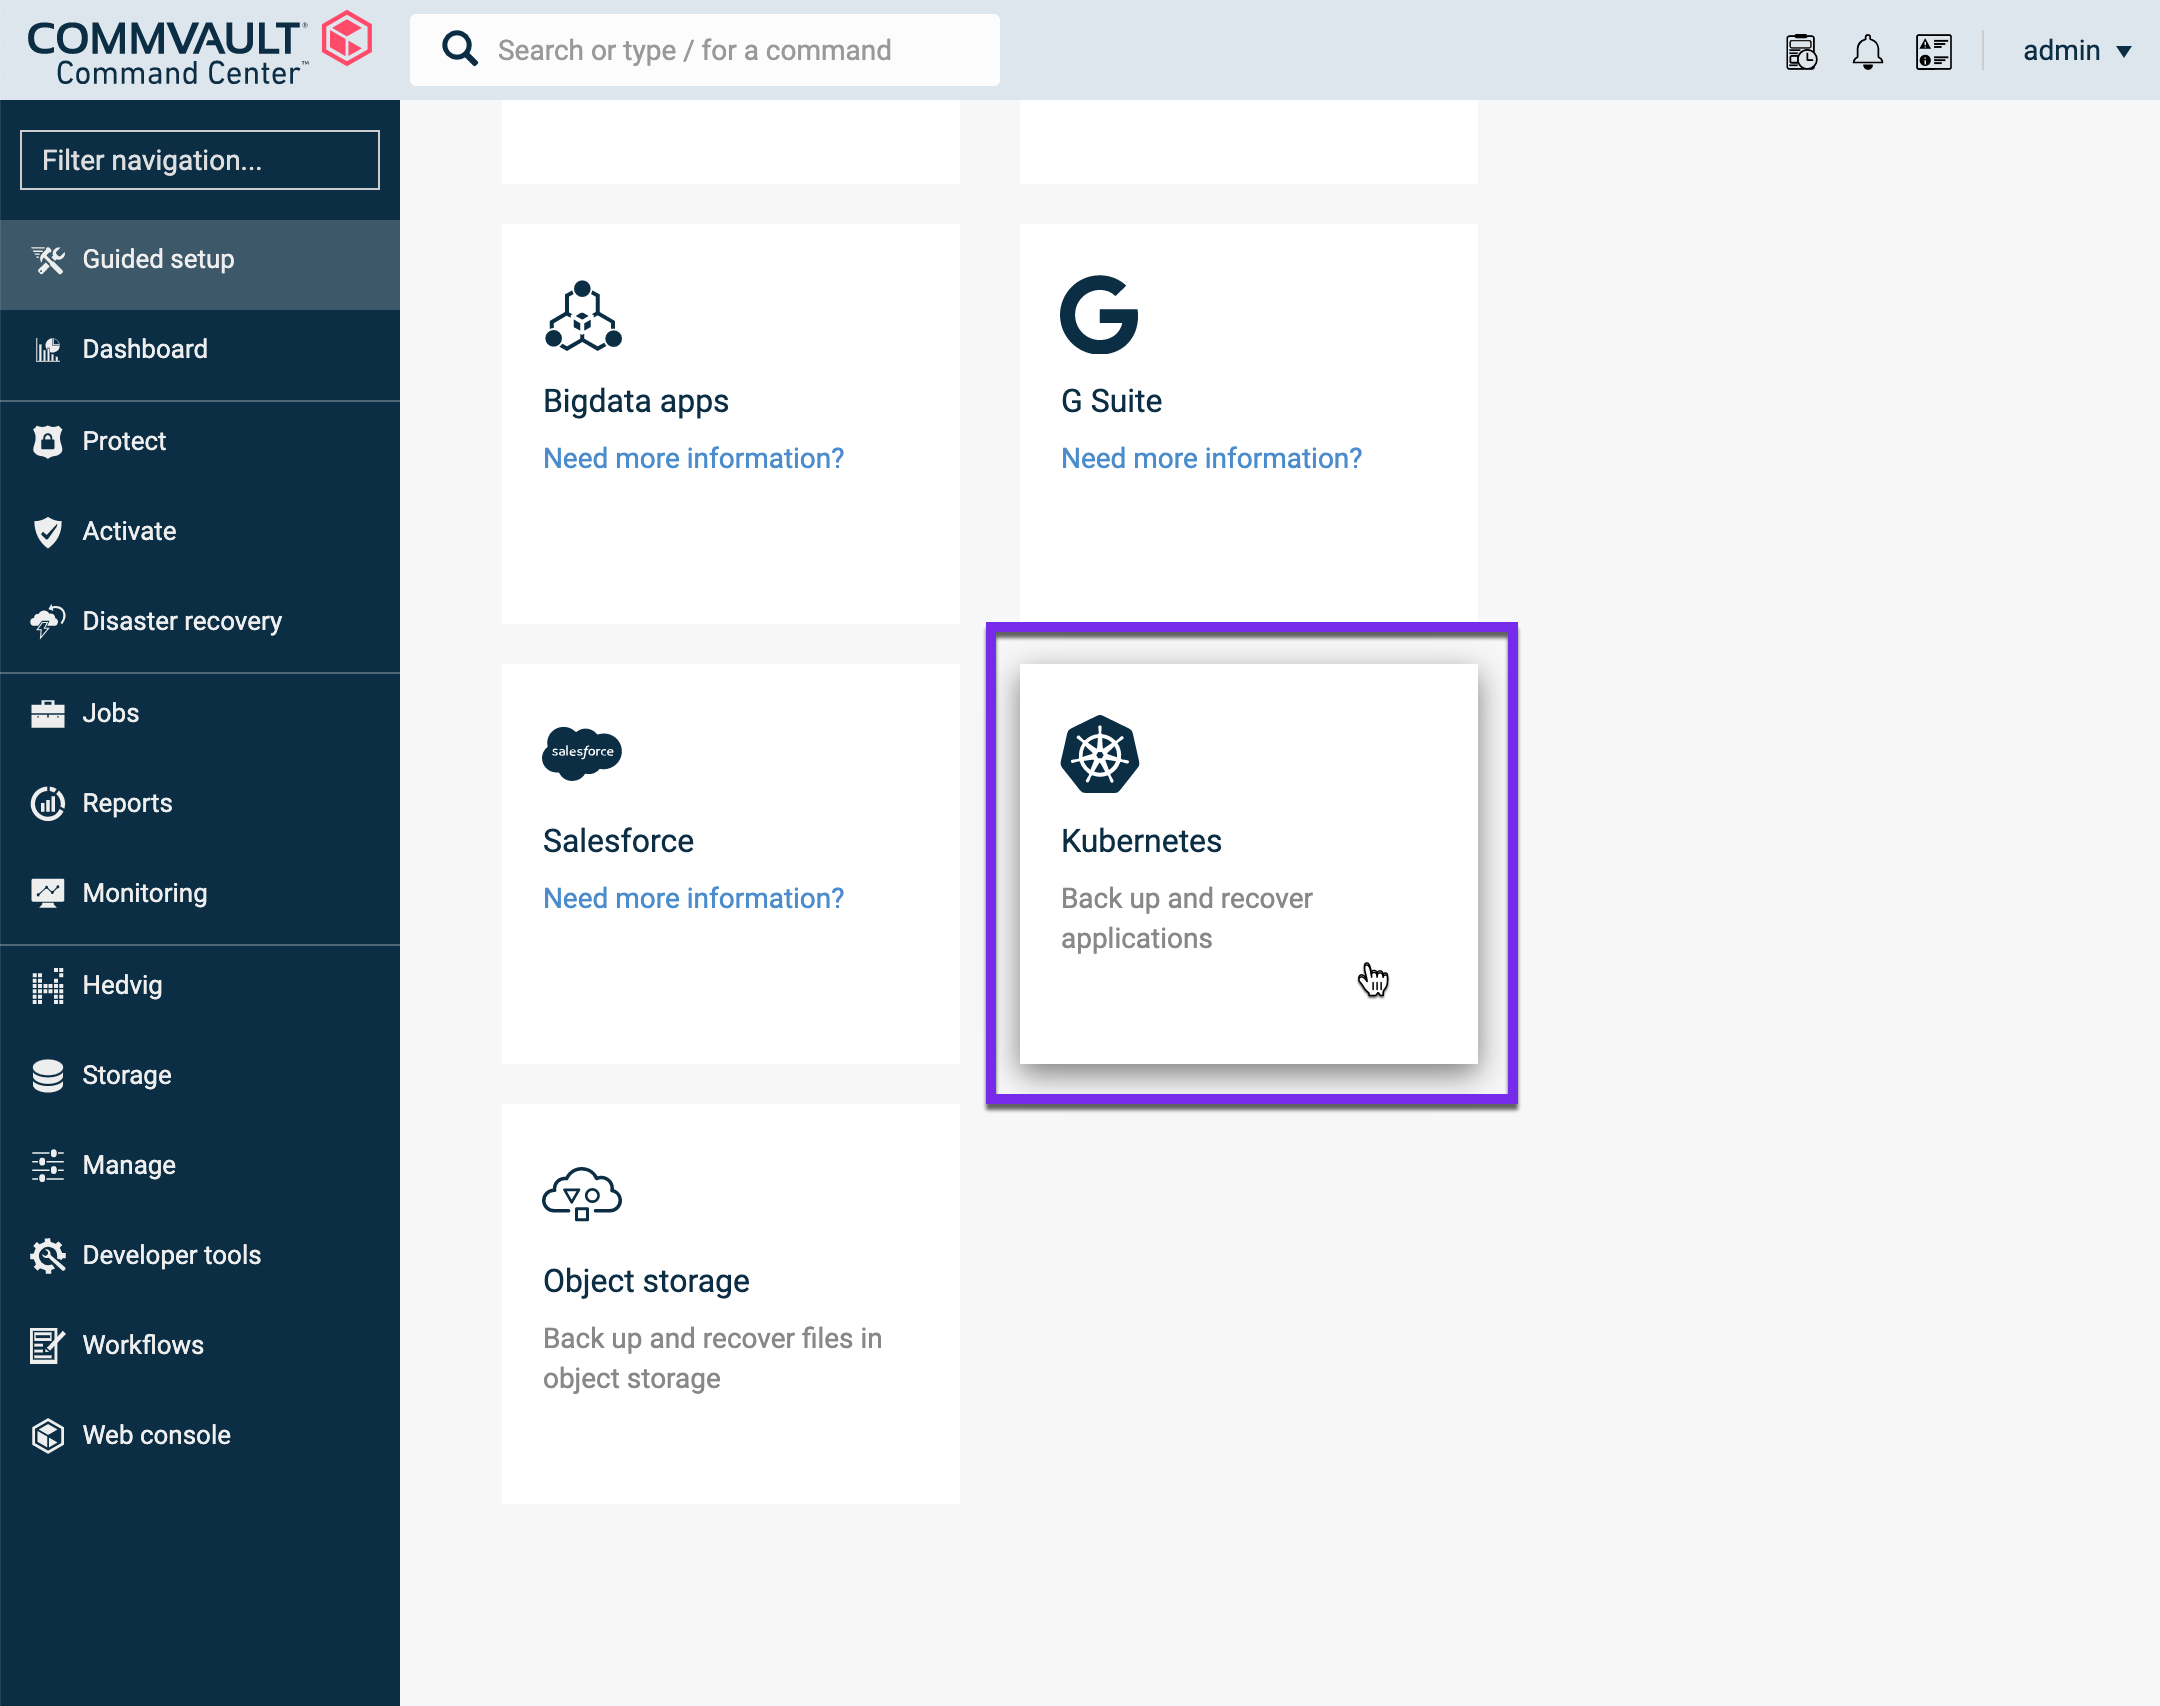 COMMVAULT
Command Center™
Search or type / for a command
admin
Filter navigation...
Guided setup
Dashboard
Protect
Activate
Disaster recovery
Jobs
Reports
Monitoring
Hedvig
Storage
Manage
Developer tools
Workflows
Web console
Bigdata apps
Need more information?
G Suite
Need more information?
salesforce
Salesforce
Need more information?
Kubernetes
Back up and recover
applications
Object storage
Back up and recover files in
object storage